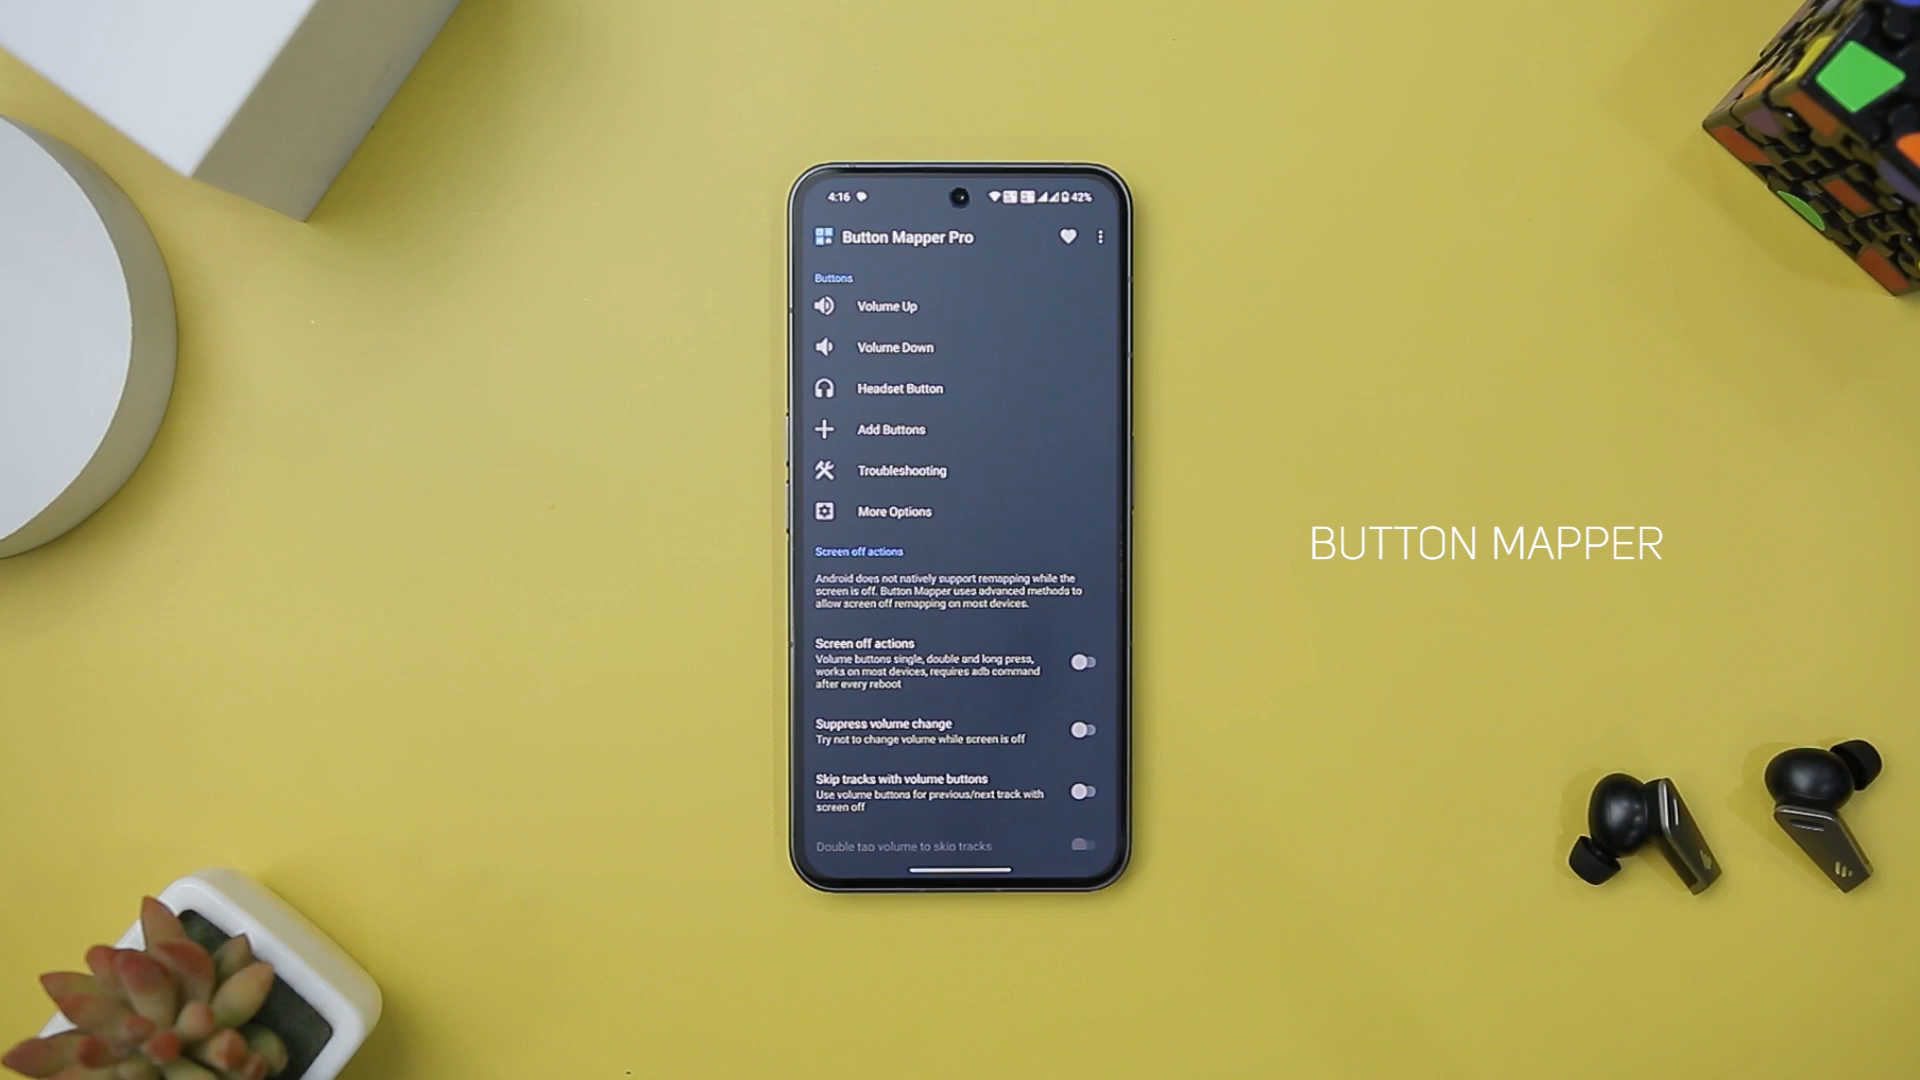 4:16
42%
Button Mapper Pro
Buttons
Volume Up
Volume Down
Headset Button
Add Buttons
Troubleshooting
More Options
Screen off actions
Android does not natively support remapping while the
screen is off. Button Mapper uses advanced methods to
allow screen off remapping on most devices.
Screen off actions
Volume buttons single, double and long press,
works on most devices, requires adb command
after every reboot
Suppress volume change
Try not to change volume while screen is off
Skip tracks with volume buttons
Use volume buttons for previous/next track with
screen off
Double tap volume to skip tracks
BUTTON MAPPER